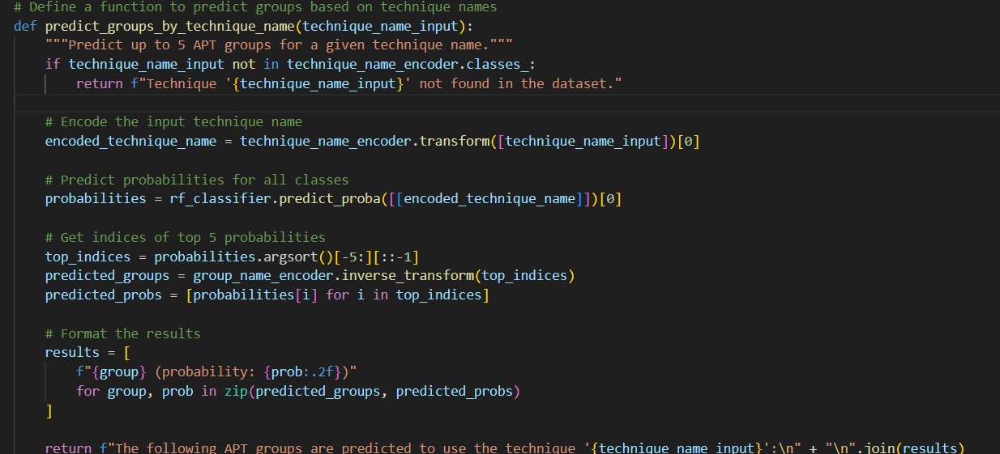 # Define a function to predict groups based on technique names
def predict_groups_by_technique_name(technique_name_input):
    """Predict up to 5 APT groups for a given technique name."""
    if technique_name_input not in technique_name_encoder.classes_:
        return f"Technique '{technique_name_input}' not found in the dataset."

    # Encode the input technique name
    encoded_technique_name = technique_name_encoder.transform([technique_name_input])[0]

    # Predict probabilities for all classes
    probabilities = rf_classifier.predict_proba([[encoded_technique_name]])[0]

    # Get indices of top 5 probabilities
    top_indices = probabilities.argsort()[-5:][::-1]
    predicted_groups = group_name_encoder.inverse_transform(top_indices)
    predicted_probs = [probabilities[i] for i in top_indices]

    # Format the results
    results = [
        f"{group} (probability: {prob:.2f})"
        for group, prob in zip(predicted_groups, predicted_probs)
    ]

    return f"The following APT groups are predicted to use the technique '{technique_name_input}':\n" + "\n".join(results)